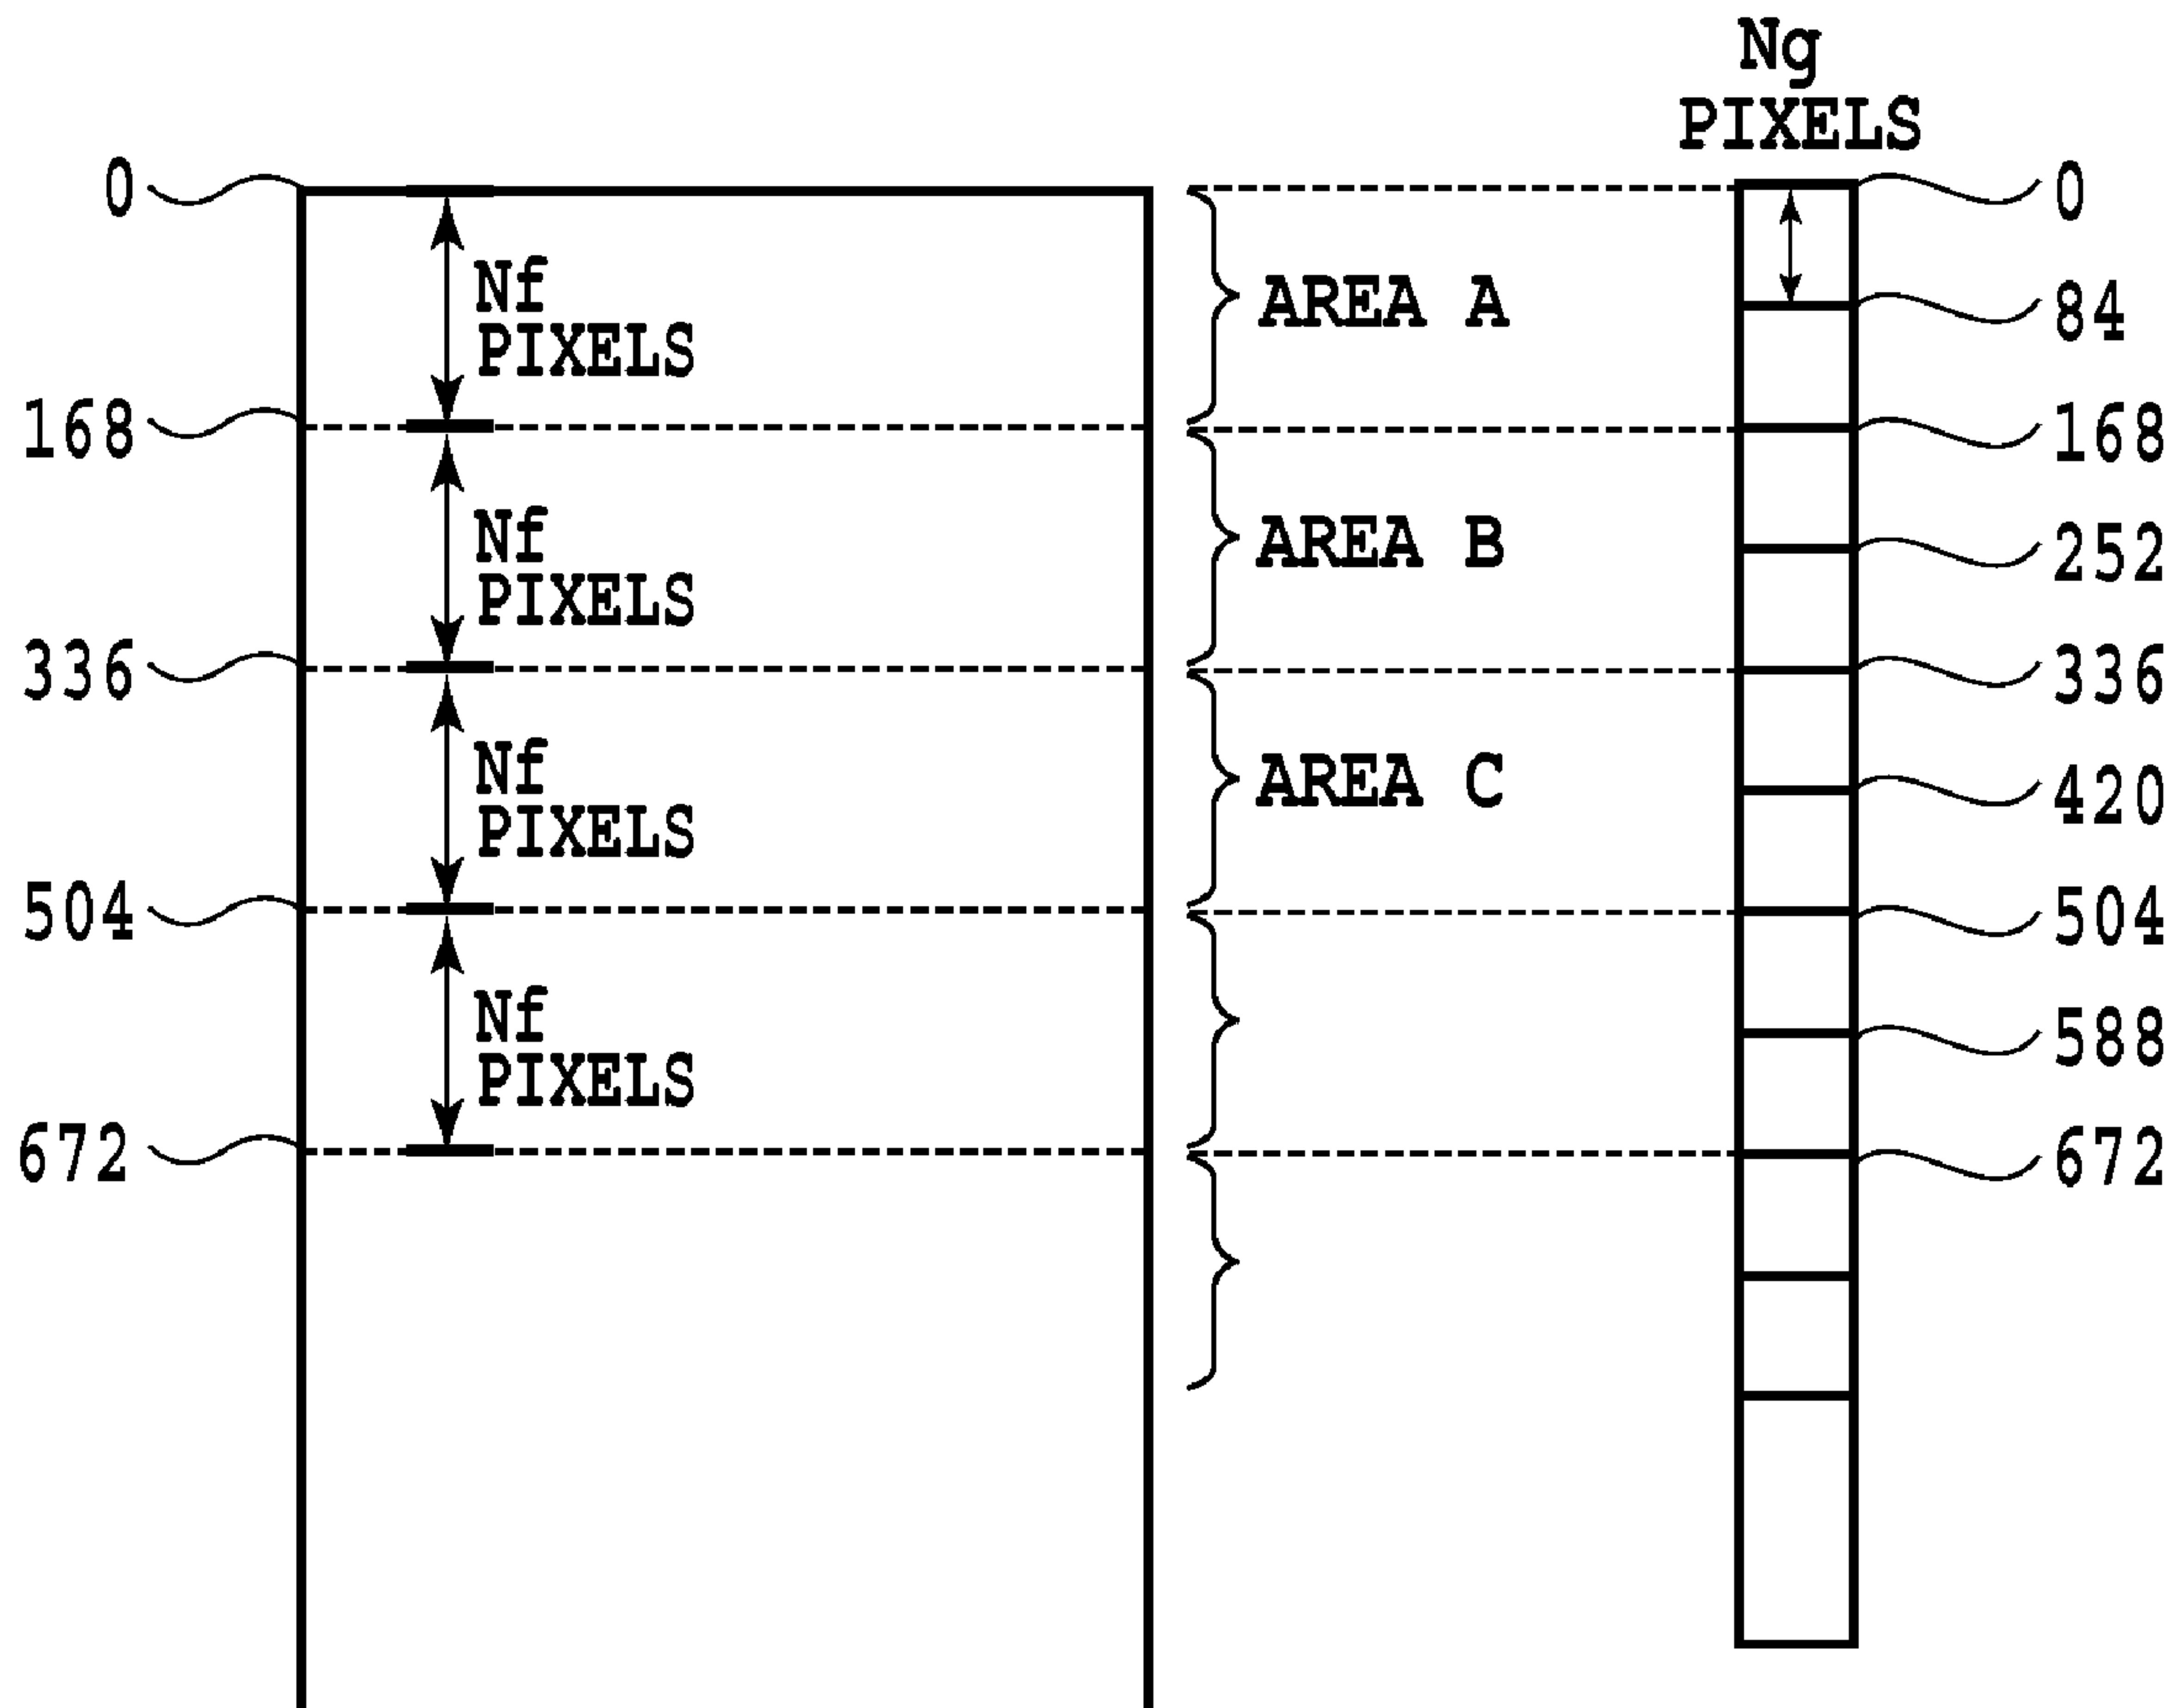 Ng
PIXELS
0
0
Nf
PIXELS
AREA A
84
168
168
Nf
PIXELS
AREA B
252
336
336
Nf
PIXELS
AREA C
420
504
504
Nf
PIXELS
588
672
672